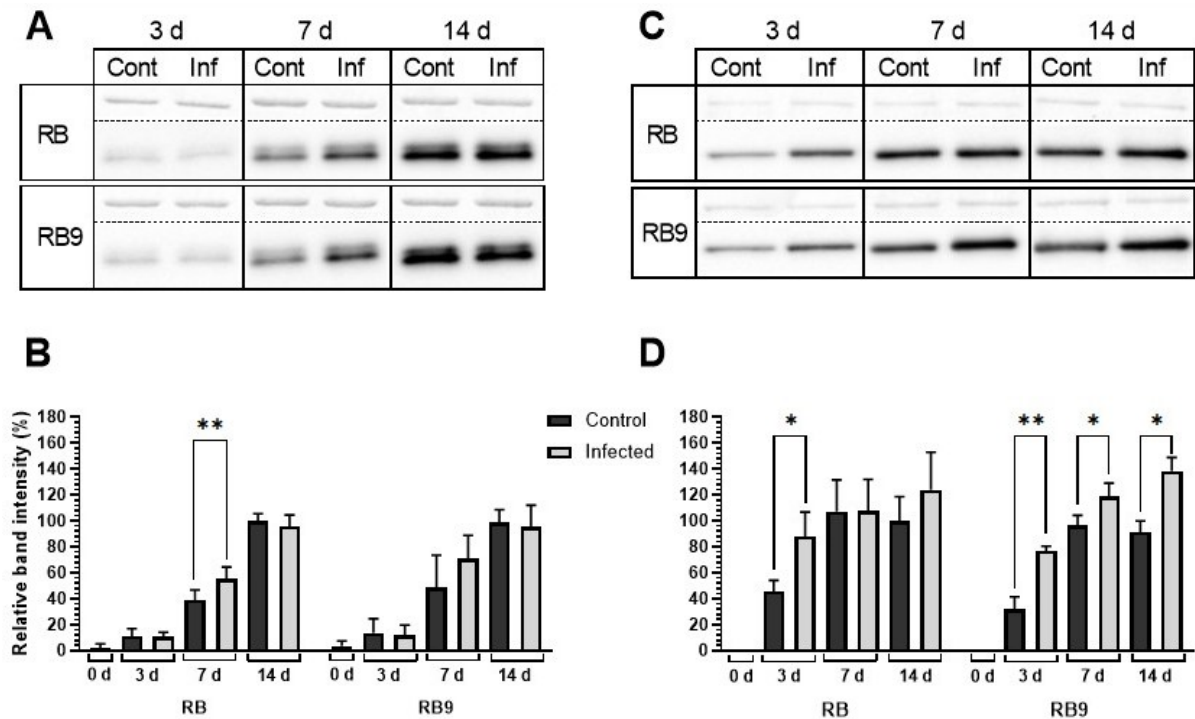 A
3 d 7 d 14 d
Cont Inf Cont Inf Cont Inf
RB
RB9
C
3 d 7 d 14 d
Cont Inf Cont Inf Cont Inf
RB
RB9
B
Relative band intensity (%)
180
160
140
120
100
80
60
40
20
0
**
0 d 3 d 7 d 14 d 0 d 3 d 7 d 14 d
RB RB9
Control
Infected
D
180
160
140
120
100
80
60
40
20
0
* ** * *
0 d 3 d 7 d 14 d 0 d 3 d 7 d 14 d
RB RB9